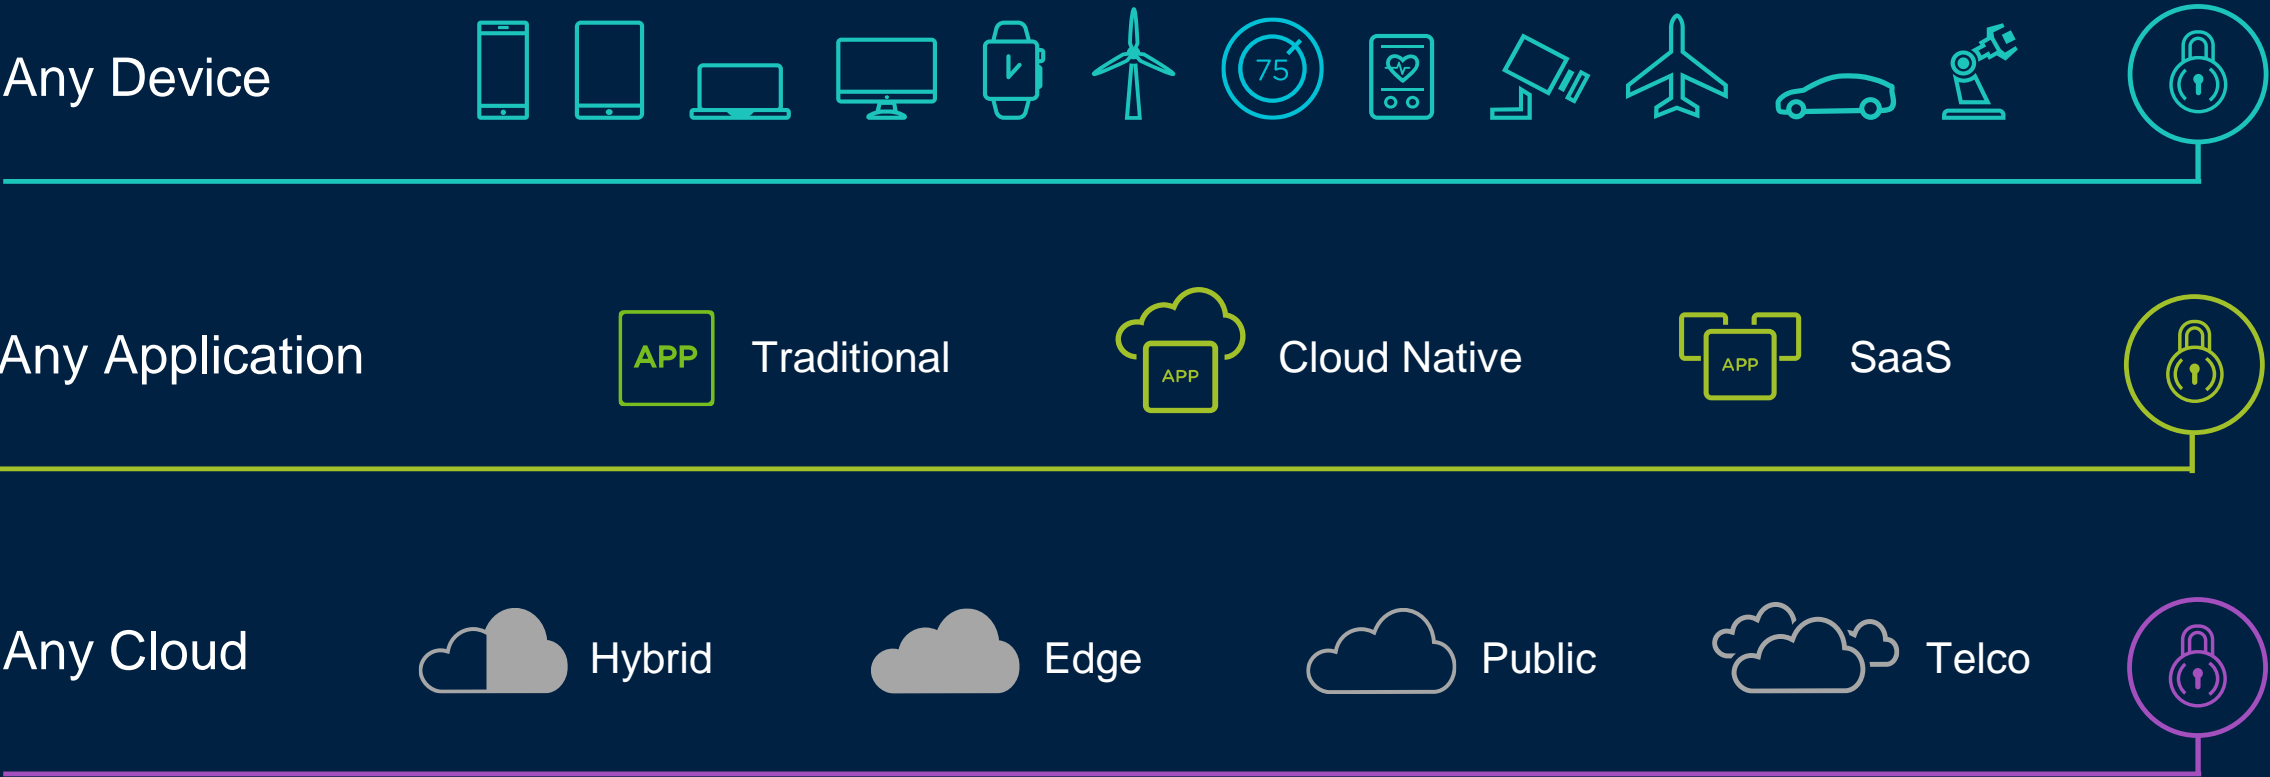 Any Device
75
Any Application
APP Traditional
APP Cloud Native
APP SaaS
Any Cloud
Hybrid
Edge
Public
Telco